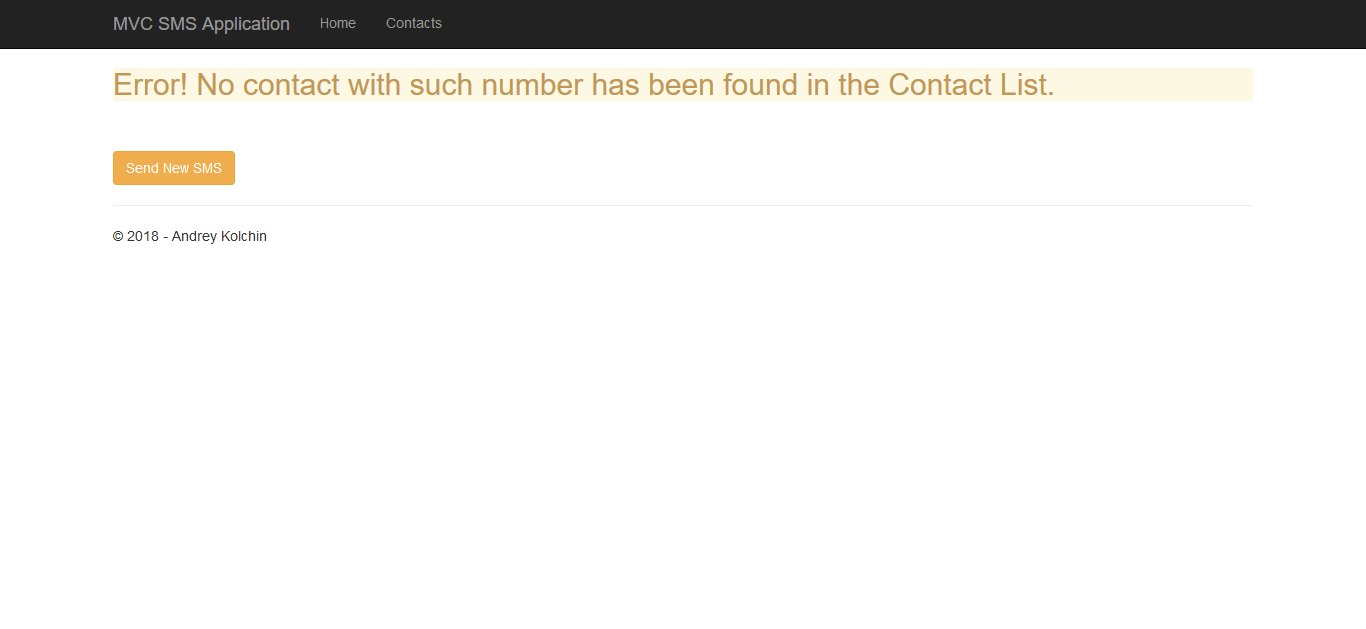 MVC SMS Application Home Contacts
Error! No contact with such number has been found in the Contact List.
Send New SMS
© 2018 - Andrey Kolchin